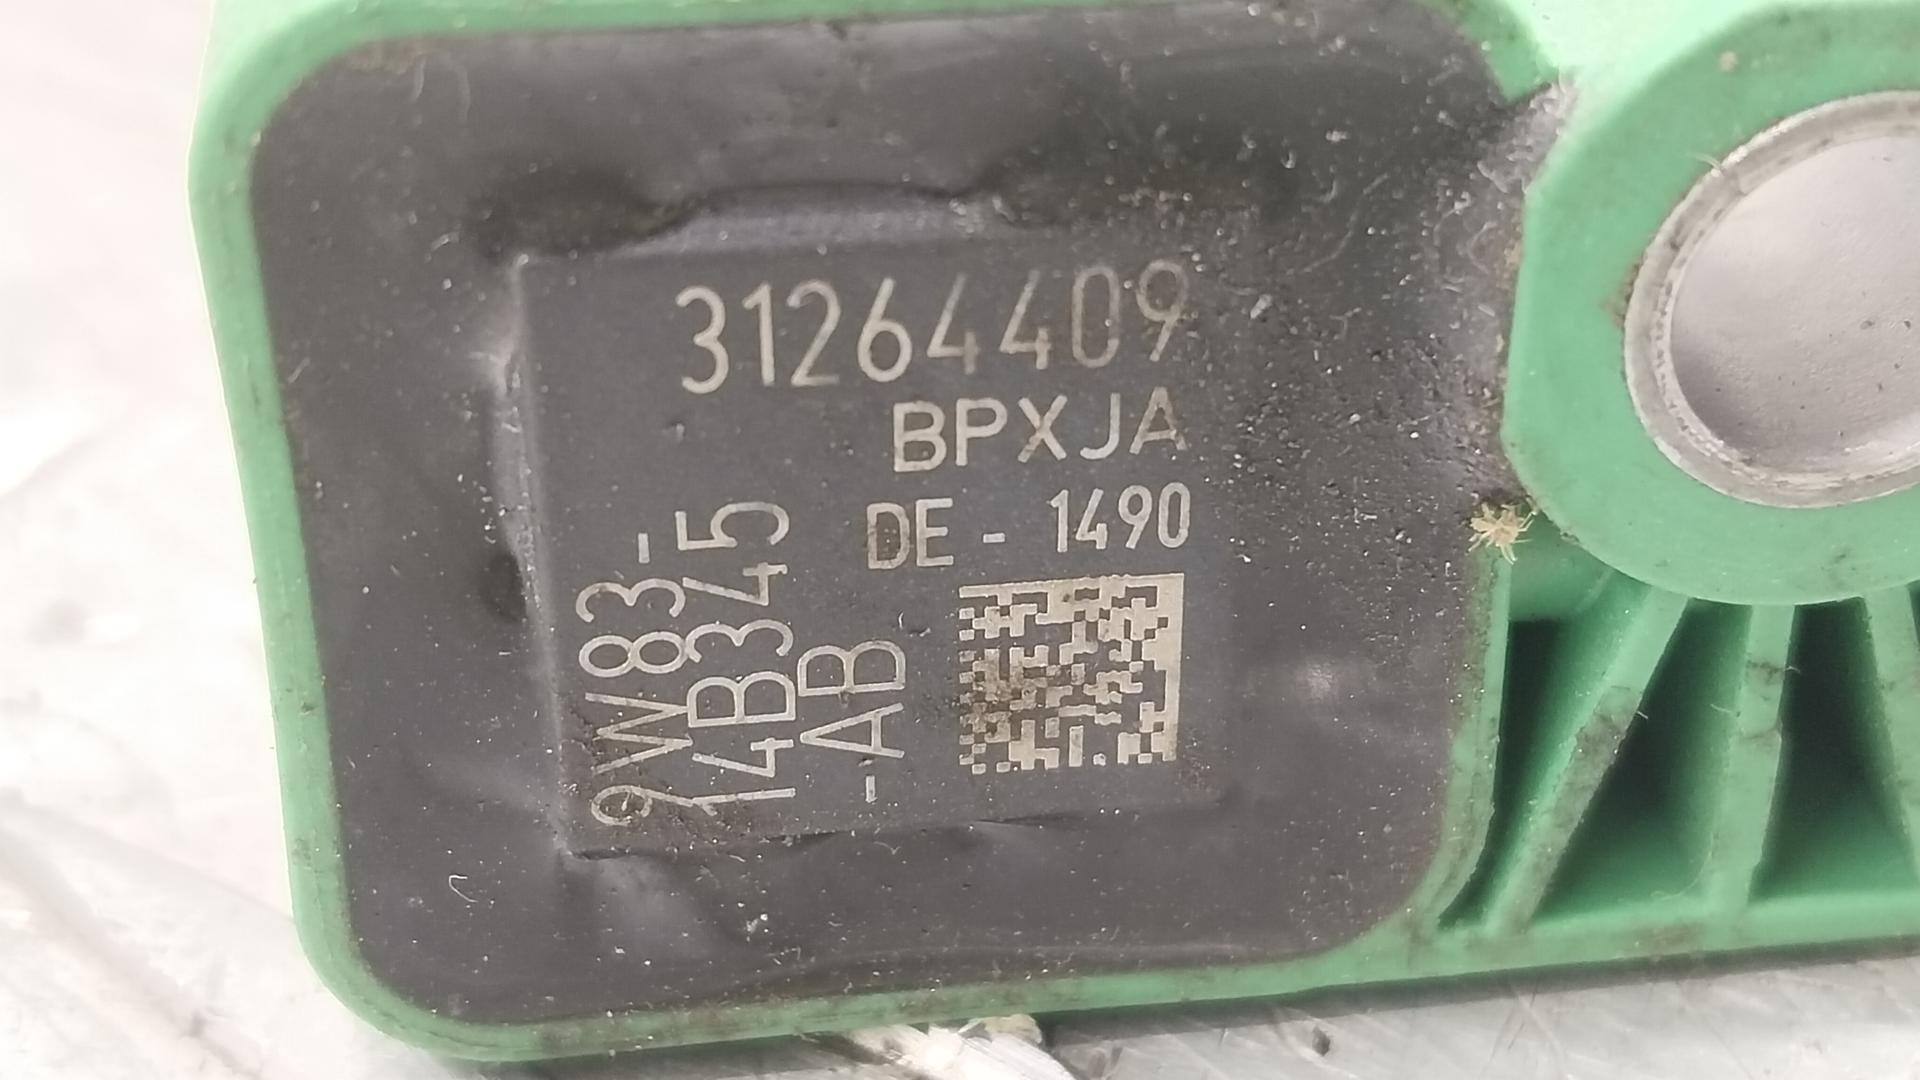 31264409
BPXJA
DE - 1490
9W83-
14B345
-AB